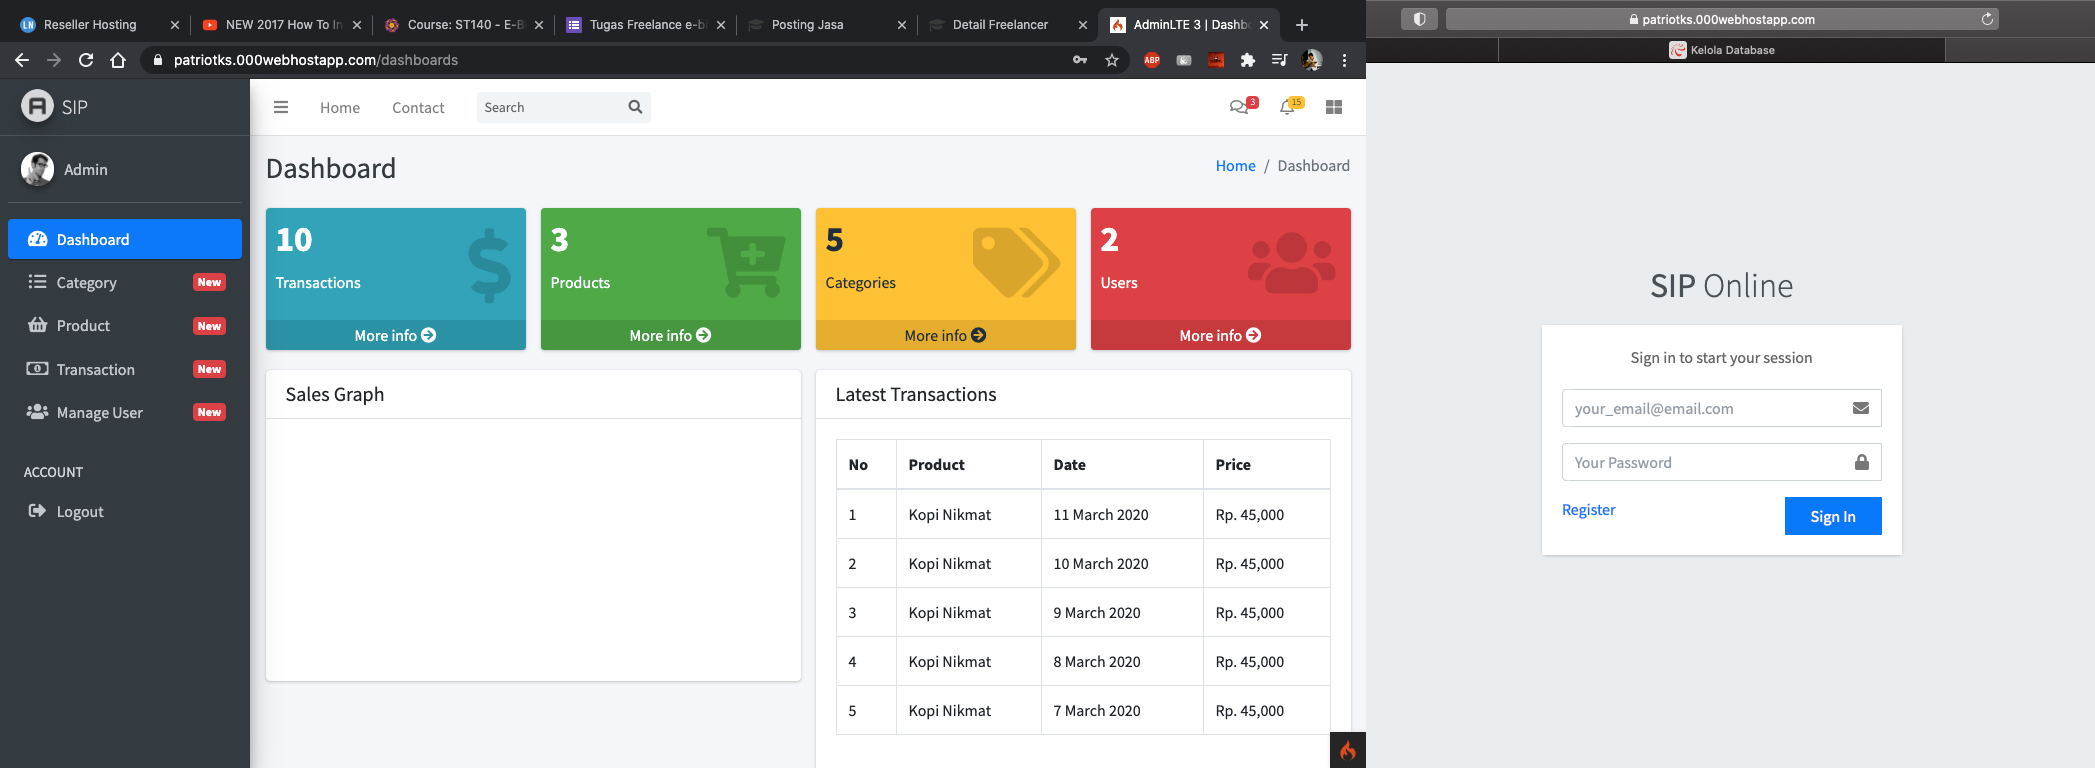 Reseller Hosting
NEW 2017 How To In
Course: ST140 - E-B
Tugas Freelance e-bi
Posting Jasa
Detail Freelancer
AdminLTE 3 | Dashb
patriotks.000webhostapp.com/dashboards
ABP
SIP
Home
Contact
Search
3
15
Admin
Dashboard
Category New
Product New
Transaction New
Manage User New
ACCOUNT
Logout
Dashboard
Home / Dashboard
10
Transactions
More info
3
Products
More info
5
Categories
More info
2
Users
More info
Sales Graph
Latest Transactions
No Product Date Price
1 Kopi Nikmat 11 March 2020 Rp. 45,000
2 Kopi Nikmat 10 March 2020 Rp. 45,000
3 Kopi Nikmat 9 March 2020 Rp. 45,000
4 Kopi Nikmat 8 March 2020 Rp. 45,000
5 Kopi Nikmat 7 March 2020 Rp. 45,000
patriotks.000webhostapp.com
Kelola Database
SIP Online
Sign in to start your session
your_email@email.com
Your Password
Register
Sign In